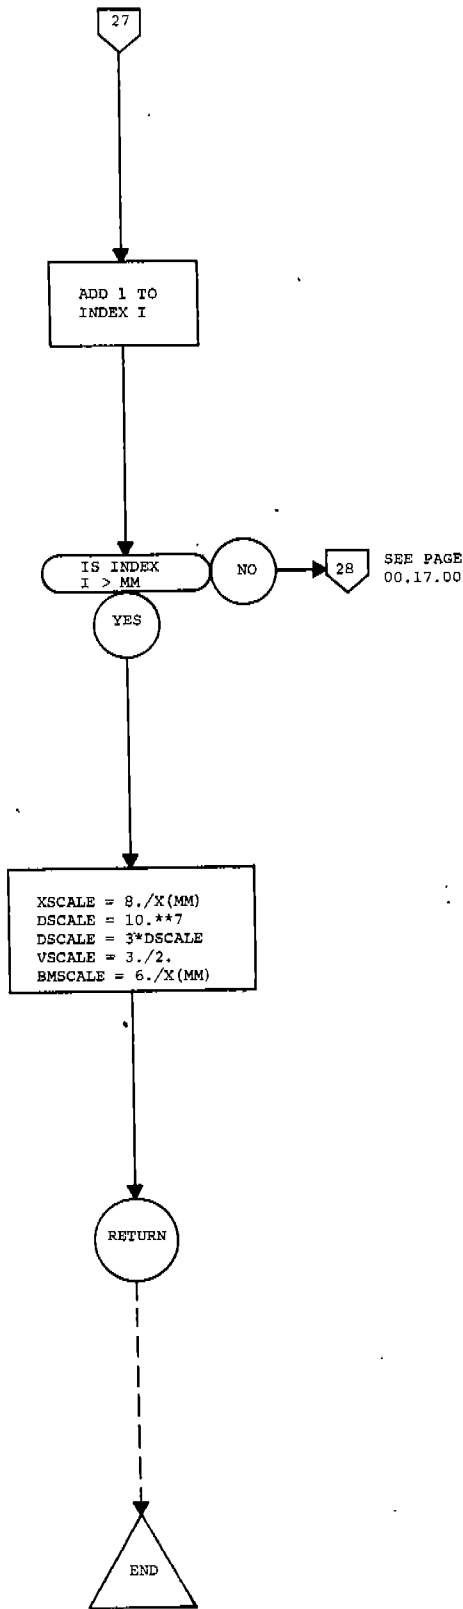 27
ADD 1 TO
INDEX I
IS INDEX
I > MM
NO
28
SEE PAGE
00.17.00
YES
XSCALE = 8./X(MM)
DSCALE = 10.**7
DSCALE = 3*DSCALE
VSCALE = 3./2.
BMSCALE = 6./X(MM)
RETURN
END